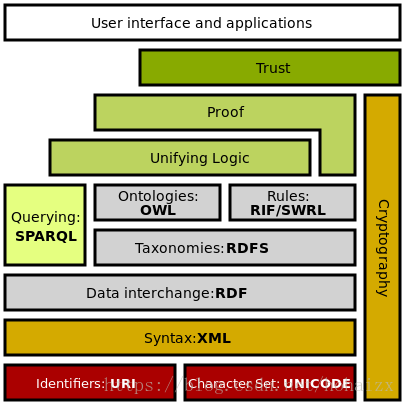 User interface and applications
Trust
Proof
Unifying Logic
Querying:
SPARQL
Ontologies:
OWL
Rules:
RIF/SWRL
Taxonomies:RDFS
Cryptography
Data interchange:RDF
Syntax:XML
Identifiers: URI
Character Set: UNICODE